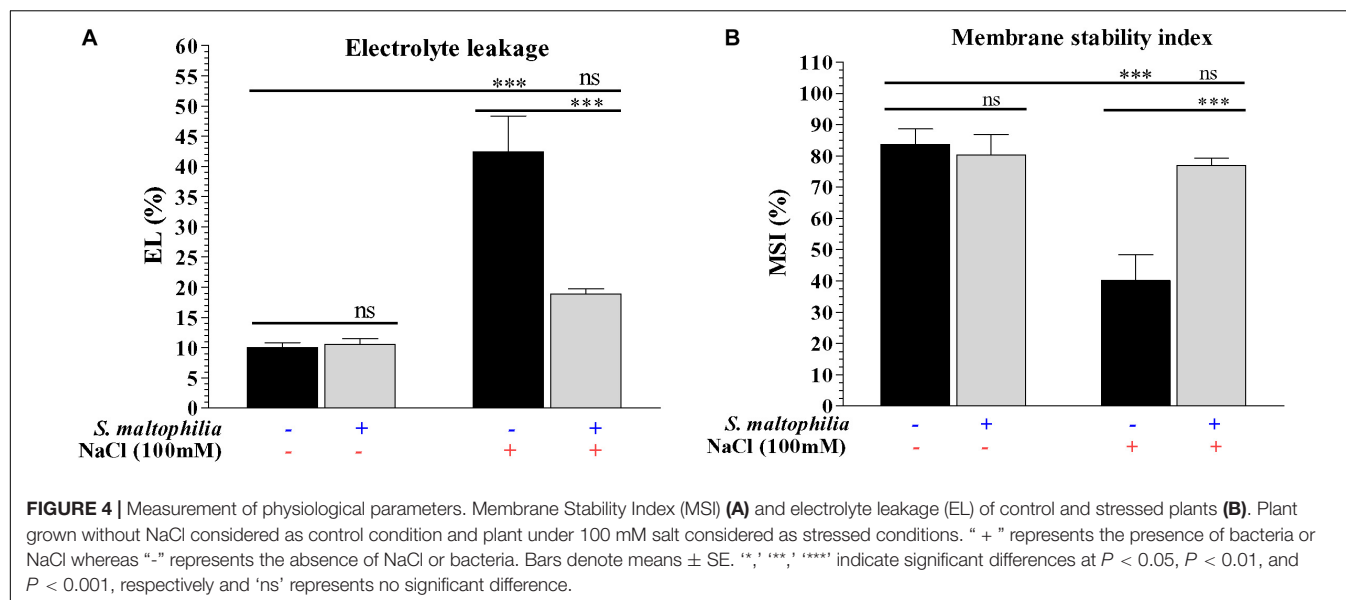 A
Electrolyte leakage
60
55
50
45
40
35
30
25
20
15
10
5
0
EL (%)
*** ns
***
ns
S. maltophilia - + - +
NaCl (100mM) - - + +
B
Membrane stability index
110
100
90
80
70
60
50
40
30
20
10
0
MSI (%)
*** ns
ns ***
- + - +
- - + +
FIGURE 4 | Measurement of physiological parameters. Membrane Stability Index (MSI) (A) and electrolyte leakage (EL) of control and stressed plants (B). Plant
grown without NaCl considered as control condition and plant under 100 mM salt considered as stressed conditions. “ + ” represents the presence of bacteria or
NaCl whereas “-” represents the absence of NaCl or bacteria. Bars denote means ± SE. ‘*,’ ‘**,’ ‘***’ indicate significant differences at P < 0.05, P < 0.01, and
P < 0.001, respectively and ‘ns’ represents no significant difference.